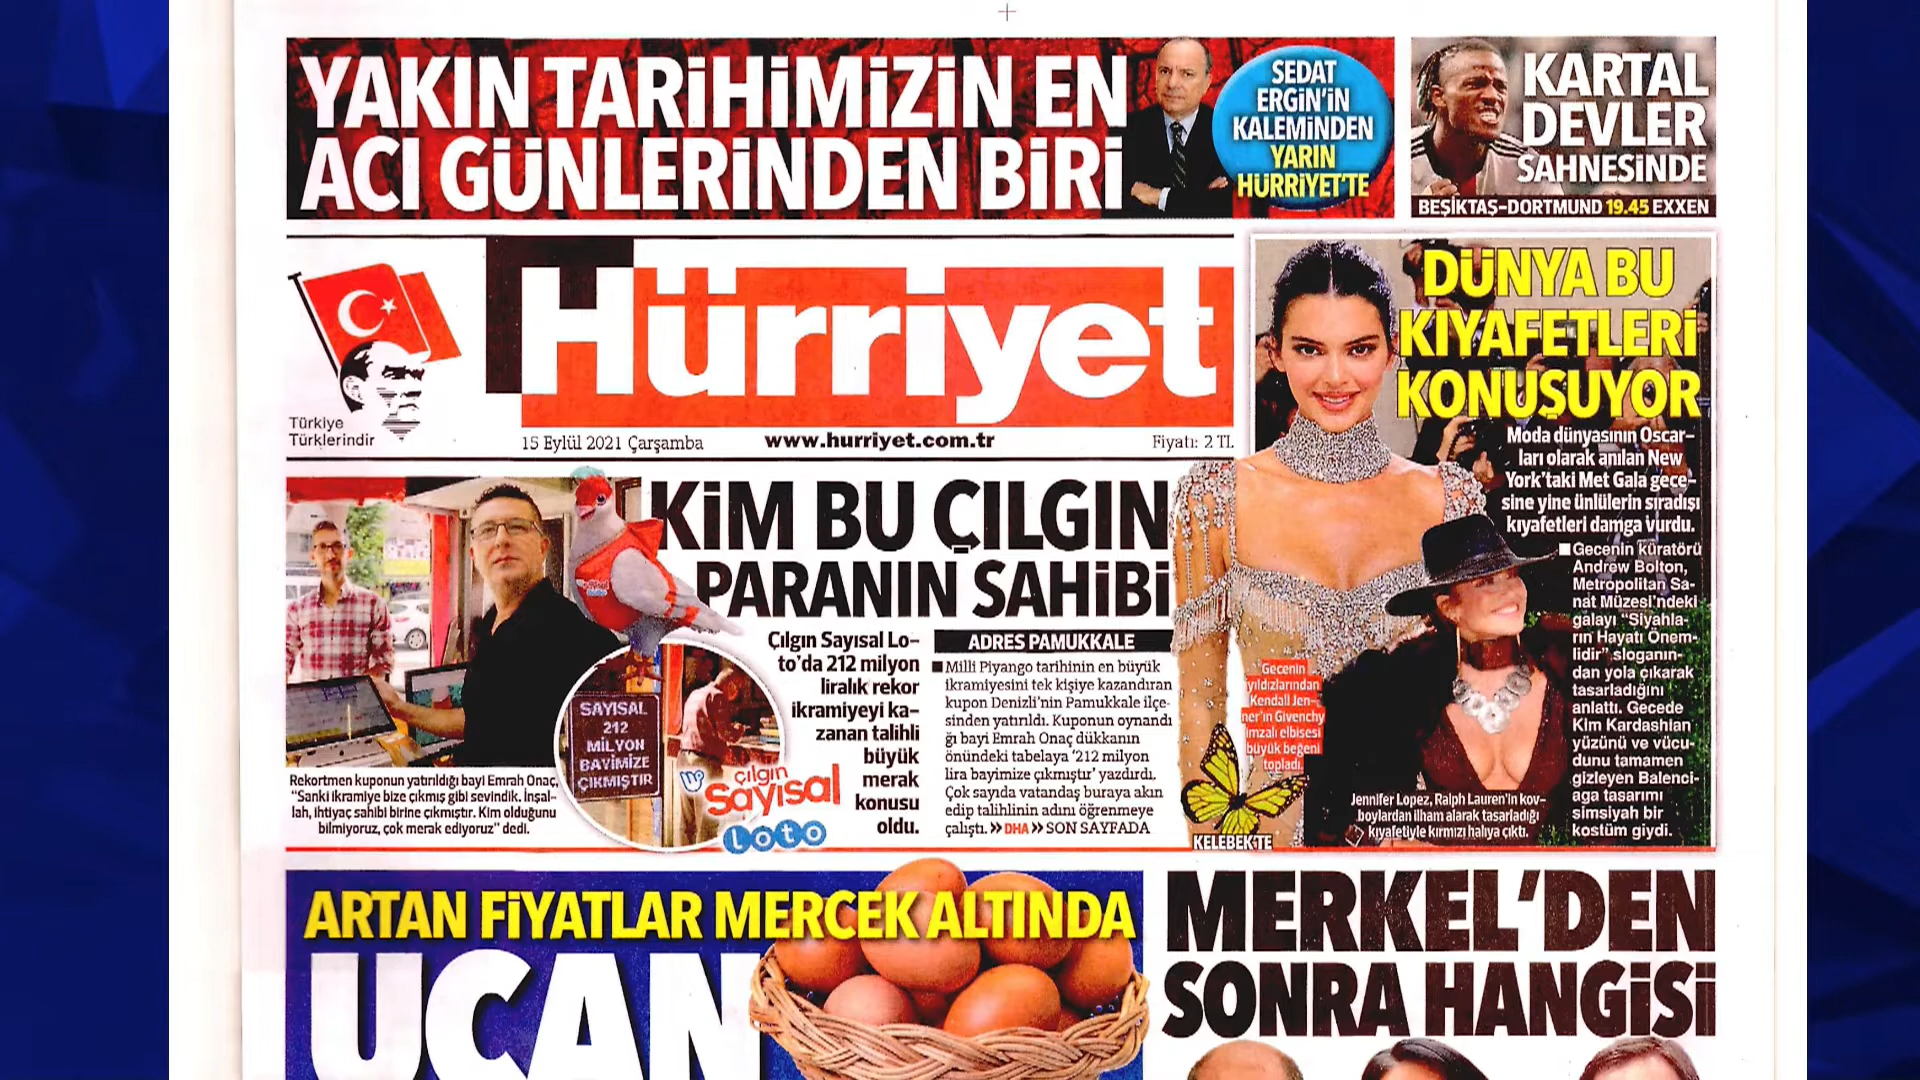 YAKIN TARİHİMİZİN EN
ACI GÜNLERİNDEN BİRİ
SEDAT
ERGİN'İN
KALEMİNDEN
YARIN
HÜRRİYET'TE
KARTAL
DEVLER
SAHNESİNDE
BEŞİKTAŞ-DORTMUND 19.45 EXXEN
Türkiye
Türklerindir
Hürriyet
15 Eylül 2021 Çarşamba
www.hurriyet.com.tr
Fiyatı: 2 TL
DÜNYA BU
KIYAFETLERİ
KONUŞUYOR
Moda dünyasının Oscar-
ları olarak anılan New
York'taki Met Gala gece-
sine yine ünlülerin sıradışı
kıyafetleri damga vurdu.
Gecenin küratörü
Andrew Bolton,
Metropolitan Sa-
nat Müzesi'ndeki
galayı "Siyahla-
rın Hayatı Önem-
lidir" sloganın-
dan yola çıkarak
tasarladığını
anlattı. Gecede
Kim Kardashian
yüzünü ve vücu-
dunu tamamen
gizleyen Balenci-
aga tasarımı
simsiyah bir
kostüm giydi.
Gecenin
yıldızlarından
Kendall Jen-
ner'ın Givenchy
imzalı elbisesi
büyük beğeni
topladı.
Jennifer Lopez, Ralph Lauren'in kov-
boylardan ilham alarak tasarladığı
kıyafetiyle kırmızı halıya çıktı.
KELEBEK'TE
KİM BU ÇILGIN
PARANIN SAHİBİ
Çılgın Sayısal Lo-
to'da 212 milyon
liralık rekor
ikramiyeyi ka-
zanan talihli
büyük
merak
konusu
oldu.
ADRES PAMUKKALE
Milli Piyango tarihinin en büyük
ikramiyesini tek kişiye kazandıran
kupon Denizli'nin Pamukkale ilçe-
sinden yatırıldı. Kuponun oynandı
ğı bayi Emrah Onaç dükkanın
önündeki tabelaya '212 milyon
lira bayimize çıkmıştır' yazdırdı.
Çok sayıda vatandaş buraya akın
edip talihlinin adını öğrenmeye
çalıştı. » DHA » SON SAYFADA
SAYISAL
212
MİLYON
BAYİMİZE
ÇIKMIŞTIR
çılgın
Sayısal
Loto
Rekortmen kuponun yatırıldığı bayi Emrah Onaç,
"Sanki ikramiye bize çıkmış gibi sevindik. İnşal-
lah, ihtiyaç sahibi birine çıkmıştır. Kim olduğunu
bilmiyoruz, çok merak ediyoruz" dedi.
ARTAN FİYATLAR MERCEK ALTINDA
UÇAN
MERKEL'DEN
SONRA HANGİSİ